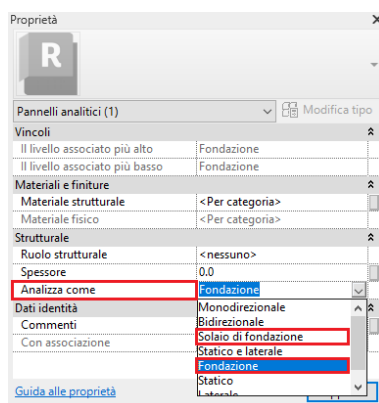 Proprietà
R
Pannelli analitici (1) Modifica tipo
Vincoli
Il livello associato più alto Fondazione
Il livello associato più basso Fondazione
Materiali e finiture
Materiale strutturale <Per categoria>
Materiale fisico <Per categoria>
Strutturale
Ruolo strutturale <nessuno>
Spessore 0.0
Analizza come Fondazione
Dati identità Monodirezionale
Commenti Bidirezionale
Con associazione Solaio di fondazione
Statico e laterale
Fondazione
Statico
Guida alle proprietà